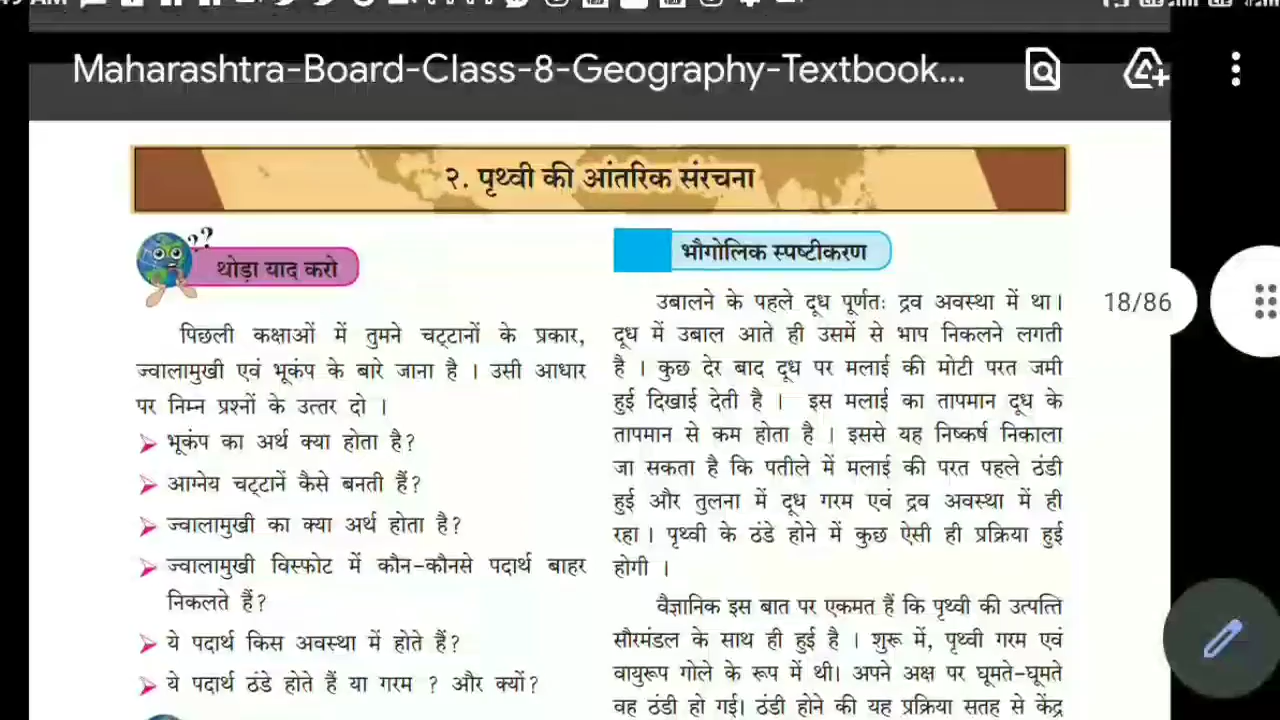 Maharashtra-Board-Class-8-Geography-Textbook...
18/86
२. पृथ्वी की आंतरिक संरचना
??
थोड़ा याद करो
पिछली कक्षाओं में तुमने चट्टानों के प्रकार,
ज्वालामुखी एवं भूकंप के बारे जाना है । उसी आधार
पर निम्न प्रश्नों के उत्तर दो ।
➤ भूकंप का अर्थ क्या होता है?
➤ आग्नेय चट्टानें कैसे बनती हैं?
➤ ज्वालामुखी का क्या अर्थ होता है?
➤ ज्वालामुखी विस्फोट में कौन-कौनसे पदार्थ बाहर
निकलते हैं?
➤ ये पदार्थ किस अवस्था में होते हैं?
➤ ये पदार्थ ठंडे होते हैं या गरम ? और क्यों?
भौगोलिक स्पष्टीकरण
उबालने के पहले दूध पूर्णतः द्रव अवस्था में था।
दूध में उबाल आते ही उसमें से भाप निकलने लगती
है । कुछ देर बाद दूध पर मलाई की मोटी परत जमी
हुई दिखाई देती है । इस मलाई का तापमान दूध के
तापमान से कम होता है । इससे यह निष्कर्ष निकाला
जा सकता है कि पतीले में मलाई की परत पहले ठंडी
हुई और तुलना में दूध गरम एवं द्रव अवस्था में ही
रहा। पृथ्वी के ठंडे होने में कुछ ऐसी ही प्रक्रिया हुई
होगी ।
वैज्ञानिक इस बात पर एकमत हैं कि पृथ्वी की उत्पत्ति
सौरमंडल के साथ ही हुई है । शुरू में, पृथ्वी गरम एवं
वायुरूप गोले के रूप में थी। अपने अक्ष पर घूमते-घूमते
वह ठंडी हो गई। ठंडी होने की यह प्रक्रिया सतह से केंद्र